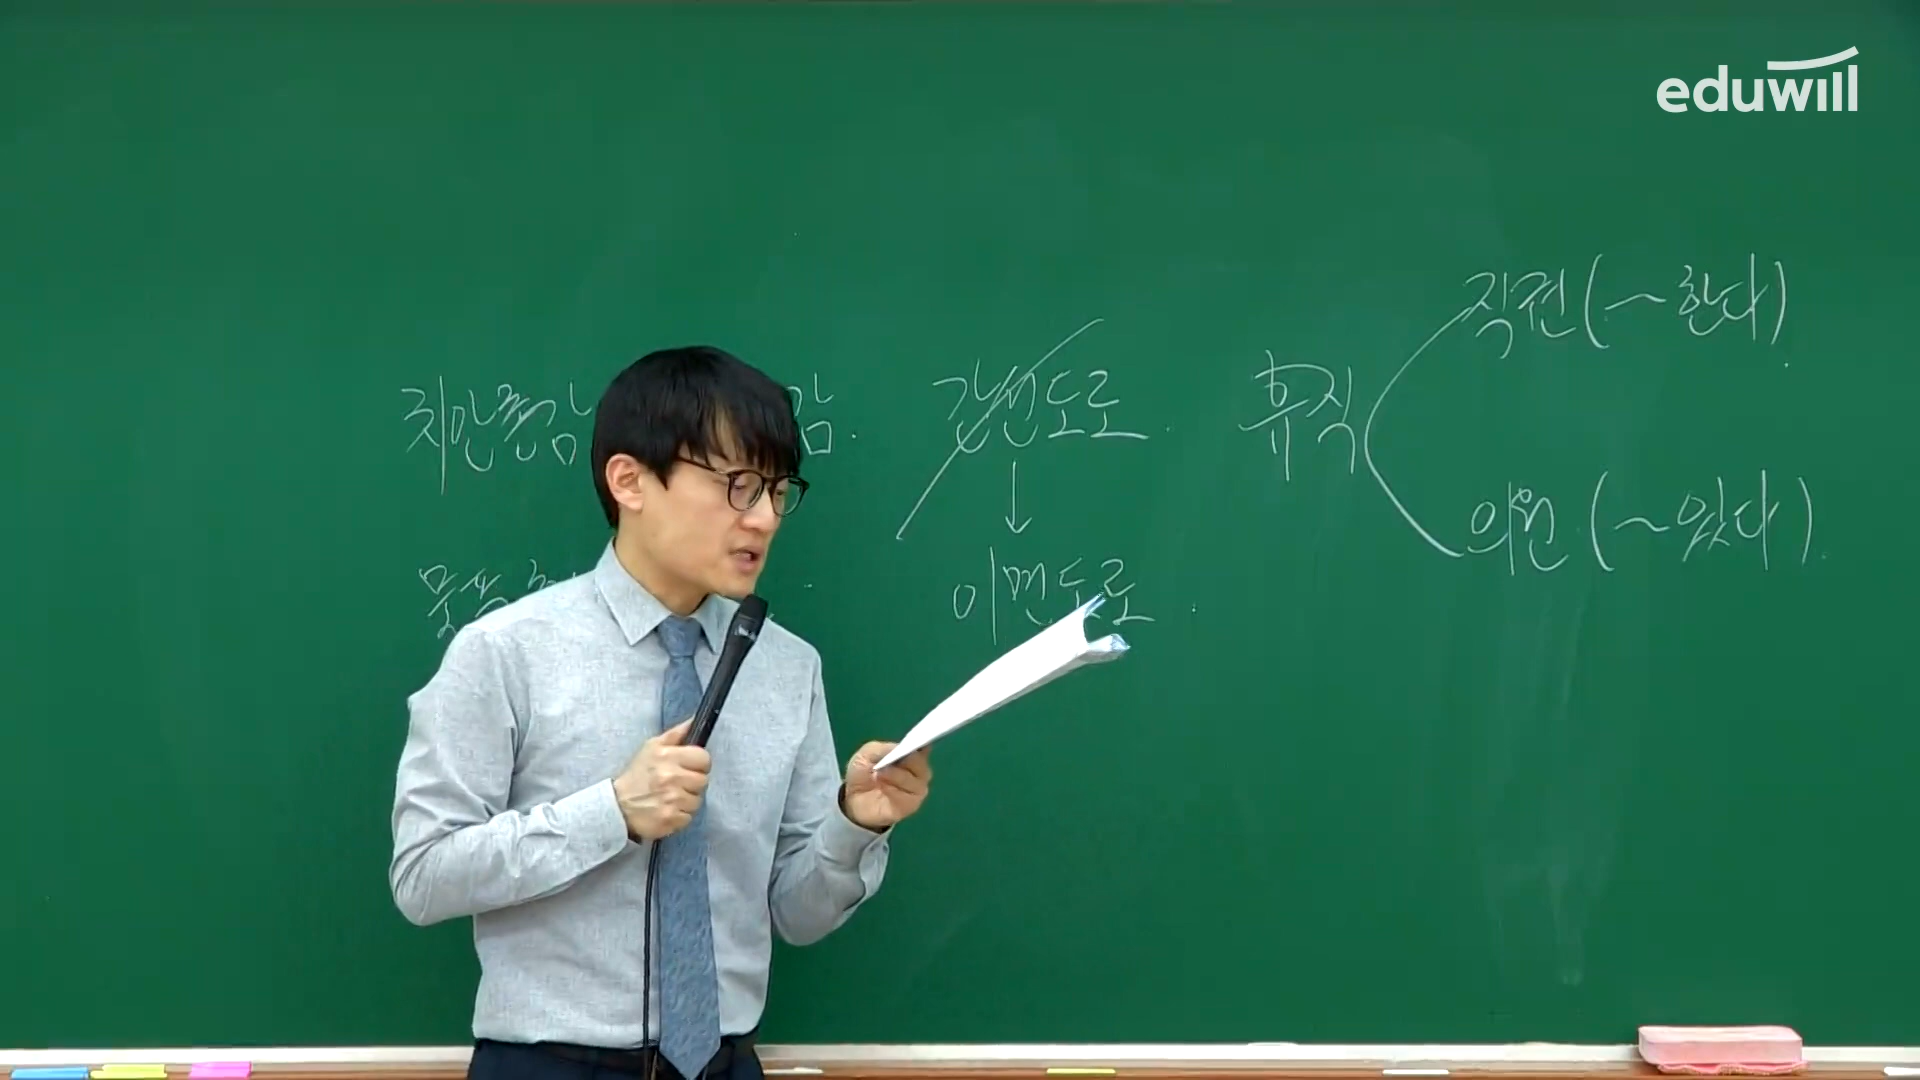 eduwill
직권(~한다)
치안총감
감.
간선도로.
휴직
의원(~있다).
이면도로.